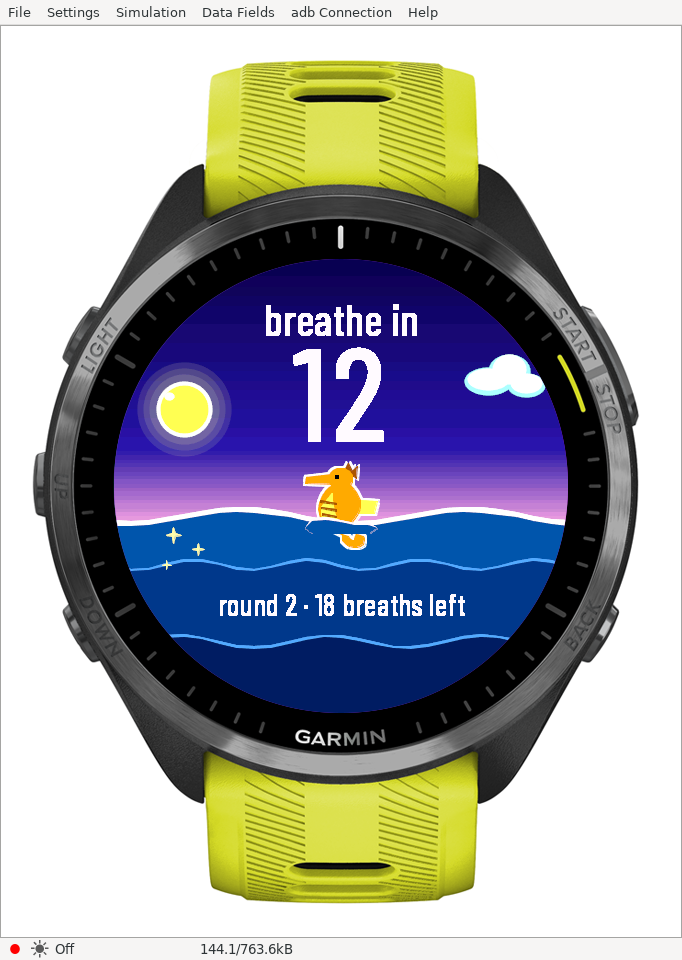 File Settings Simulation Data Fields adb Connection Help
START
STOP
LIGHT
UP
DOWN
BACK
breathe in
12
round 2 · 18 breaths left
GARMIN
Off 144.1/763.6kB